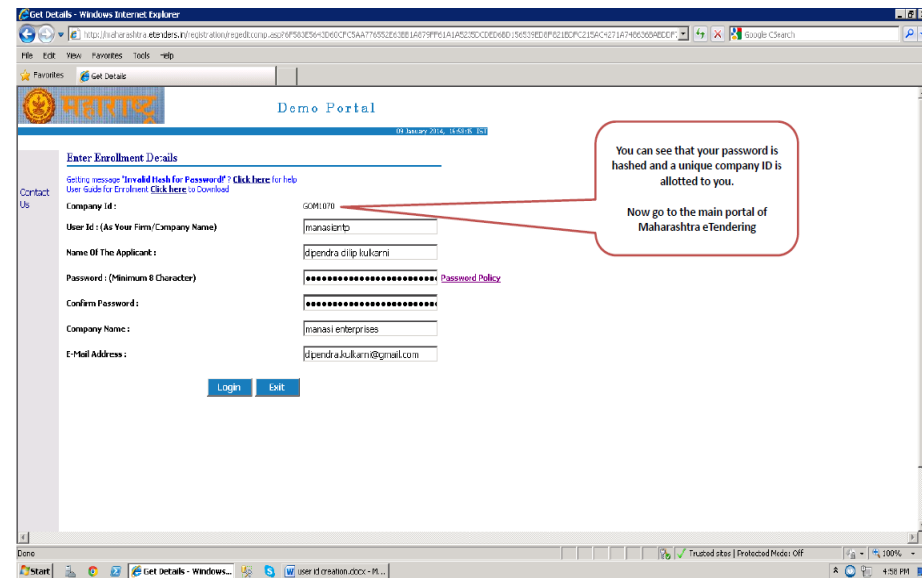 Get Details - Windows Internet Explorer
Google CSearch
File Edit View Favorites Tools Help
Favorites Get Details
महाराष्ट्र
Demo Portal
09 January 2014,
Enter Enrollment Details
Getting message "Invalid Hash for Password!" ? Click here for help
User Guide for Enrolment Click here to Download
Contact Us
Company Id : GOM1070
User Id : (As Your Firm/Company Name)
Name Of The Applicant : dipendra dilip kulkarni
Password : (Minimum 8 Character) Password Policy
Confirm Password :
Company Name : manasi enterprises
E-Mail Address : dipendra.kulkarni@gmail.com
Login Exit
You can see that your password is
hashed and a unique company ID is
allotted to you.
Now go to the main portal of
Maharashtra eTendering
Done
Trusted sites | Protected Mode: Off
100%
Start
Get Details - Windows...
user id creation.docx - M...
4:58 PM